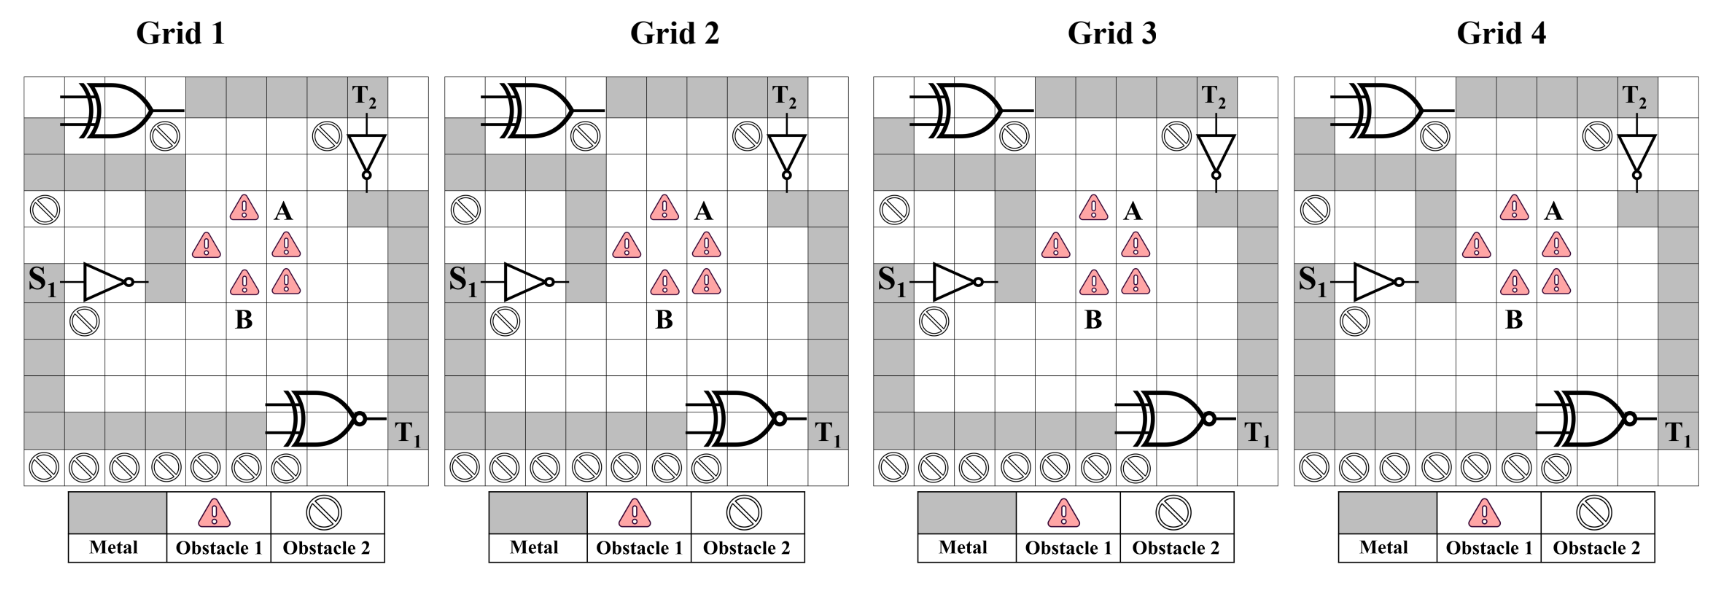 Grid 1 Grid 2 Grid 3 Grid 4
T2 T2 T2 T2
A A A A
S1 S1 S1 S1
B B B B
T1 T1 T1 T1
Metal Obstacle 1 Obstacle 2 Metal Obstacle 1 Obstacle 2 Metal Obstacle 1 Obstacle 2 Metal Obstacle 1 Obstacle 2